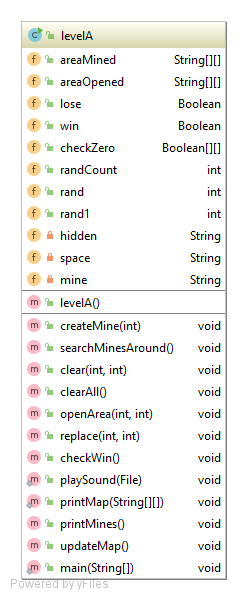 levelA
areaMined String[][]
areaOpened String[][]
lose Boolean
win Boolean
checkZero Boolean[][]
randCount int
rand int
rand1 int
hidden String
space String
mine String
levelA()
createMine(int) void
searchMinesAround() void
clear(int, int) void
clearAll() void
openArea(int, int) void
replace(int, int) void
checkWin() void
playSound(File) void
printMap(String[][]) void
printMines() void
updateMap() void
main(String[]) void
Powered by yFiles